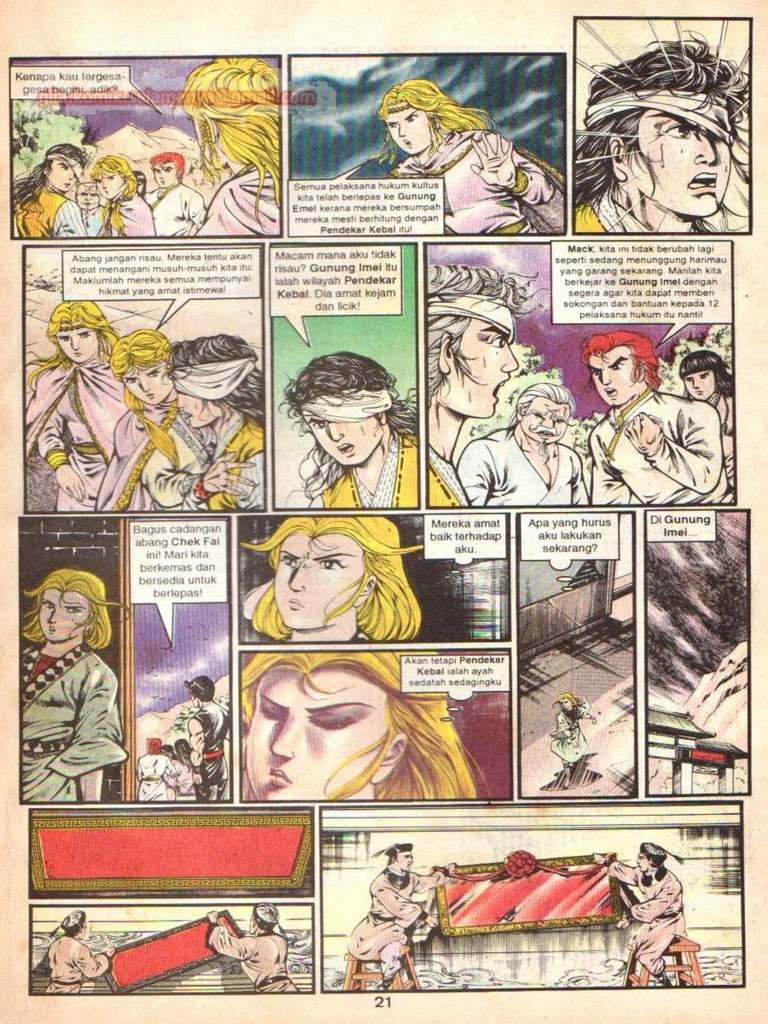 Kenapa kau tergesa-
gesa begini, adik?
Semua pelaksana hukum kultus
kita telah berlepas ke Gunung
Emel kerana mereka bersumpah
mereka mesti berhitung dengan
Pendekar Kebal itu!
Abang jangan risau. Mereka tentu akan
dapat menangani musuh-musuh kita itu.
Maklumlah mereka semua mempunyai
hikmat yang amat istimewa!
Macam mana aku tidak
risau? Gunung Imei itu
ialah wilayah Pendekar
Kebal. Dia amat kejam
dan licik!
Mack, kita ini tidak berubah lagi
seperti sedang menunggung harimau
yang garang sekarang. Marilah kita
berkejar ke Gunung Imel dengan
segera agar kita dapat memberi
sokongan dan bantuan kepada 12
pelaksana hukum itu nanti!
Bagus cadangan
abang Chek Fai
ini! Mari kita
berkemas dan
bersedia untuk
berlepas!
Mereka amat
baik terhadap
aku.
Akan tetapi Pendekar
Kebal ialah ayah
sedarah sedagingku
Apa yang hurus
aku lakukan
sekarang?
Di Gunung
Imei...
21